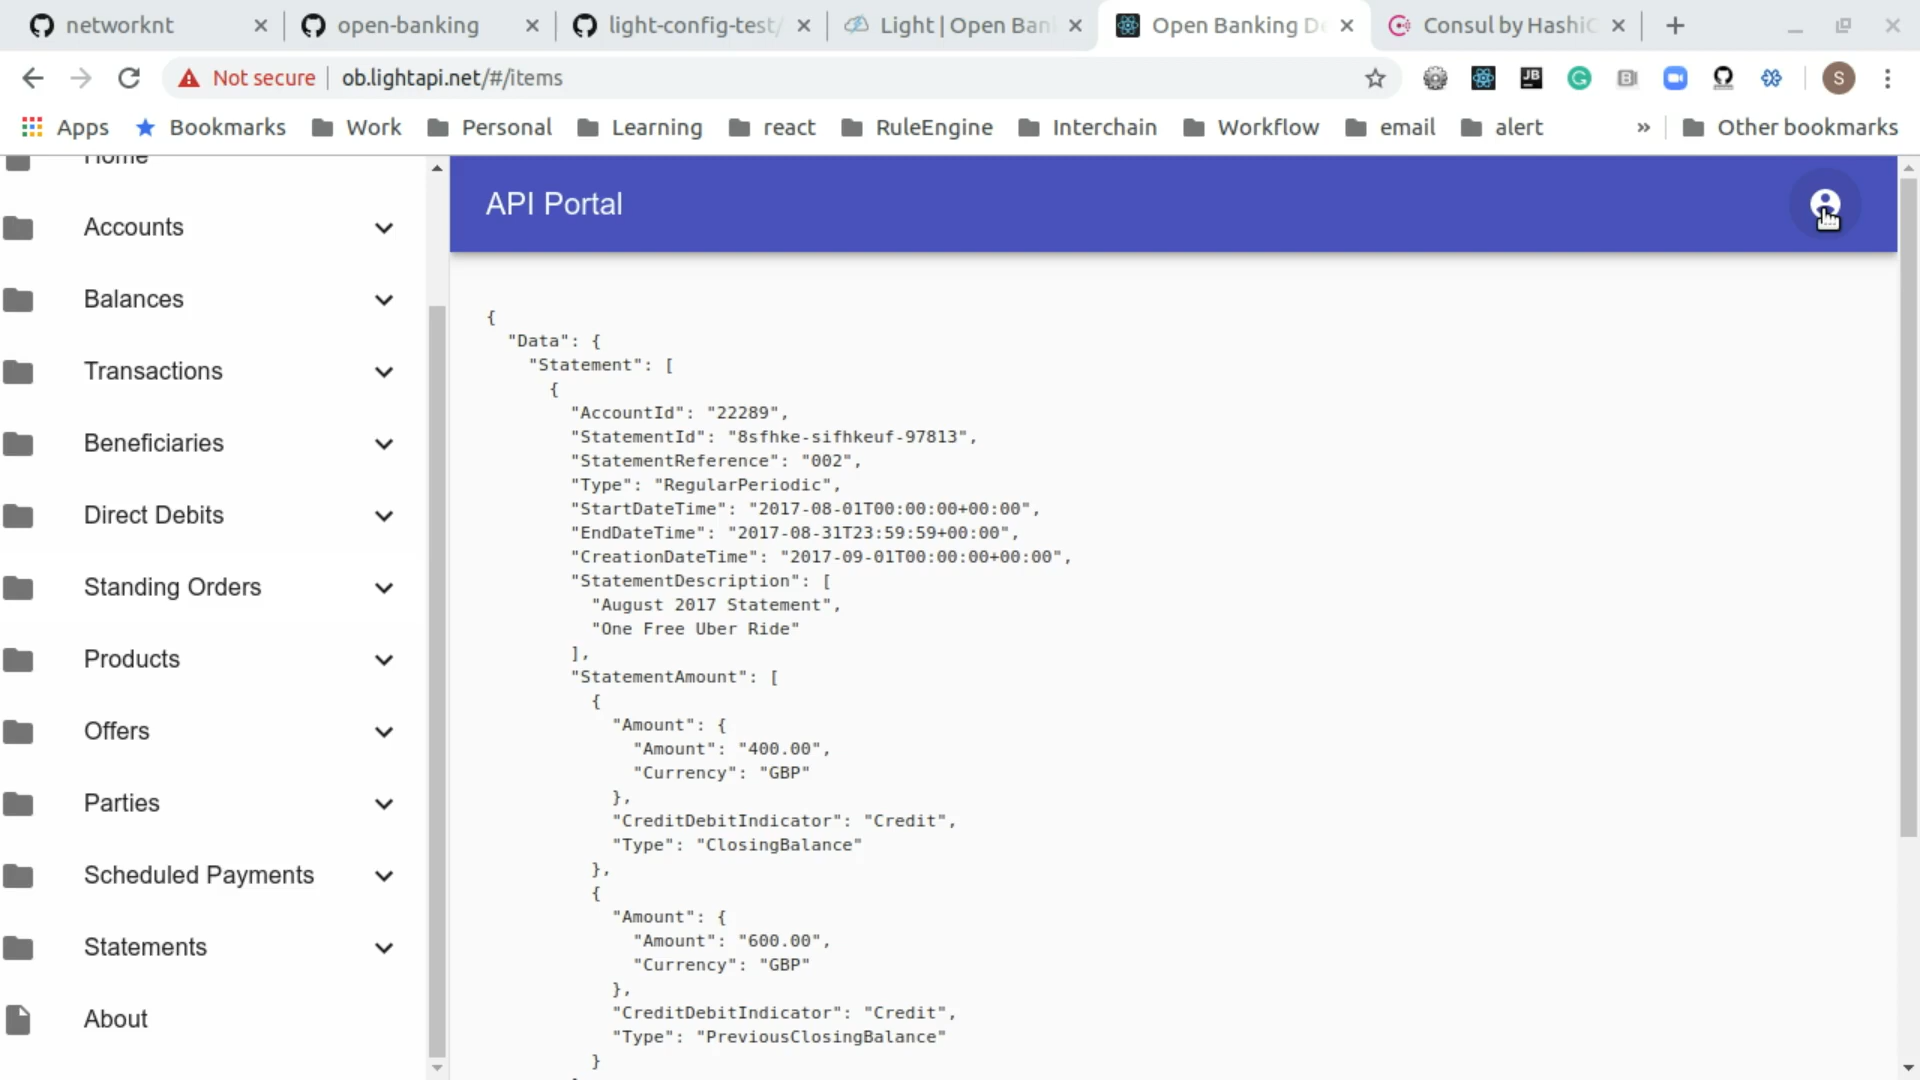 networknt
open-banking
light-config-test/
Light | Open Ban
Open Banking De
Consul by HashiC
Not secure
ob.lightapi.net/#/items
JB
G
B
S
Apps
Bookmarks
Work
Personal
Learning
react
RuleEngine
Interchain
Workflow
email
alert
»
Other bookmarks
Home
Accounts
Balances
Transactions
Beneficiaries
Direct Debits
Standing Orders
Products
Offers
Parties
Scheduled Payments
Statements
About
API Portal
{
"Data": {
"Statement": [
{
"AccountId": "22289",
"StatementId": "8sfhke-sifhkeuf-97813",
"StatementReference": "002",
"Type": "RegularPeriodic",
"StartDateTime": "2017-08-01T00:00:00+00:00",
"EndDateTime": "2017-08-31T23:59:59+00:00",
"CreationDateTime": "2017-09-01T00:00:00+00:00",
"StatementDescription": [
"August 2017 Statement",
"One Free Uber Ride"
],
"StatementAmount": [
{
"Amount": {
"Amount": "400.00",
"Currency": "GBP"
},
"CreditDebitIndicator": "Credit",
"Type": "ClosingBalance"
},
{
"Amount": {
"Amount": "600.00",
"Currency": "GBP"
},
"CreditDebitIndicator": "Credit",
"Type": "PreviousClosingBalance"
}